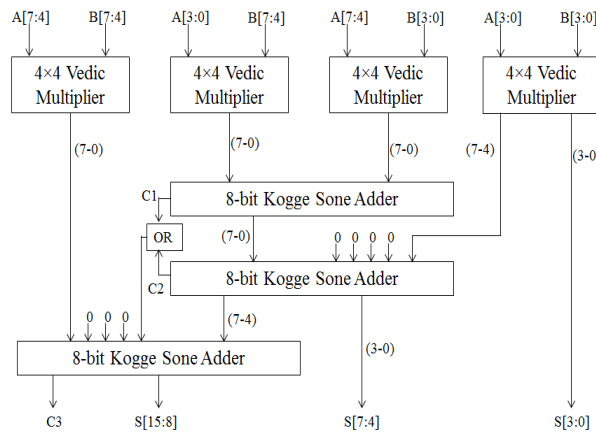 A[7:4] B[7:4] A[3:0] B[7:4] A[7:4] B[3:0] A[3:0] B[3:0]
4×4 Vedic Multiplier
4×4 Vedic Multiplier
4×4 Vedic Multiplier
4×4 Vedic Multiplier
(7-0) (7-0) (7-0) (7-4) (3-0)
C1 8-bit Kogge Sone Adder
OR (7-0) 0 0 0 0
C2 8-bit Kogge Sone Adder
0 0 0 (7-4)
8-bit Kogge Sone Adder (3-0)
C3 S[15:8] S[7:4] S[3:0]